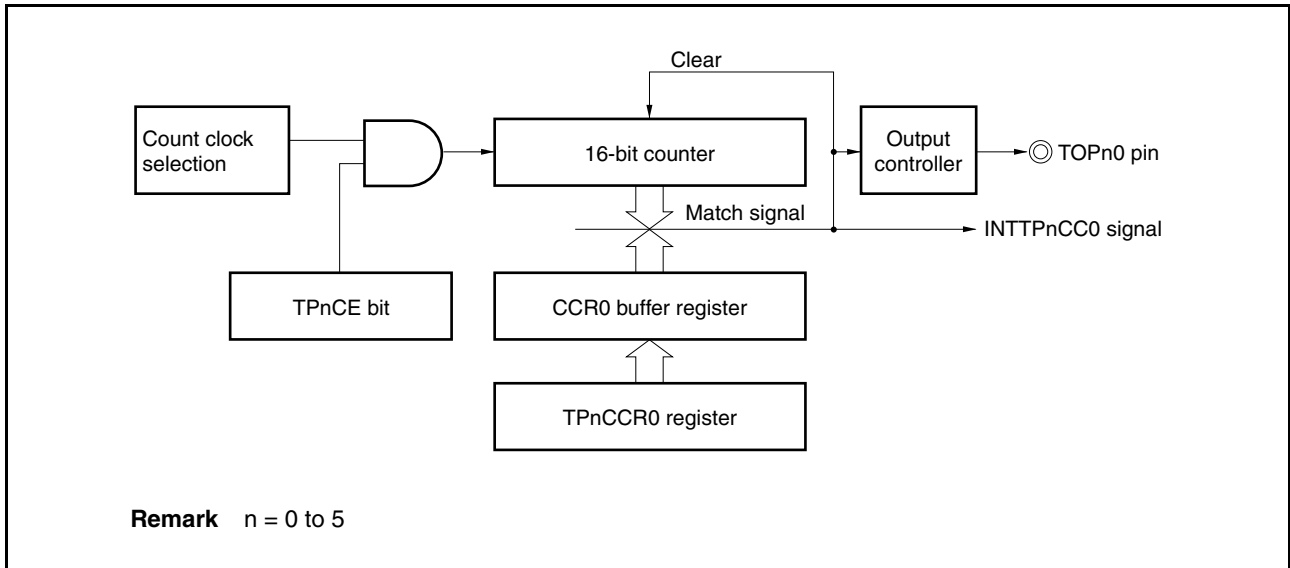 Clear
Count clock
selection
16-bit counter
Output
controller
TOPn0 pin
Match signal
INTTPnCC0 signal
TPnCE bit
CCR0 buffer register
TPnCCR0 register
Remark n = 0 to 5